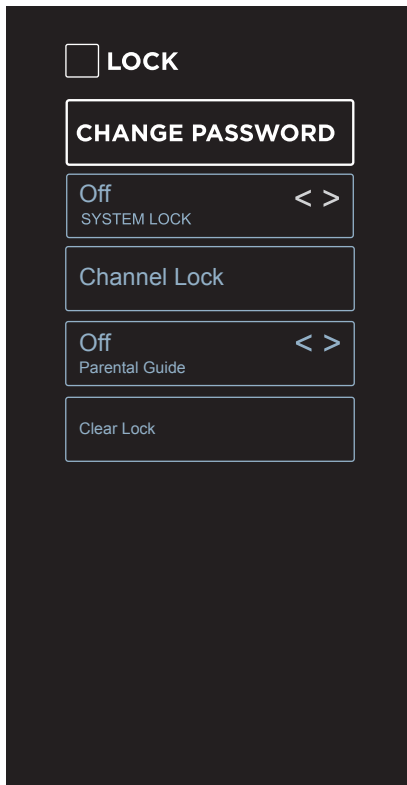 LOCK
CHANGE PASSWORD
Off < >
SYSTEM LOCK
Channel Lock
Off < >
Parental Guide
Clear Lock